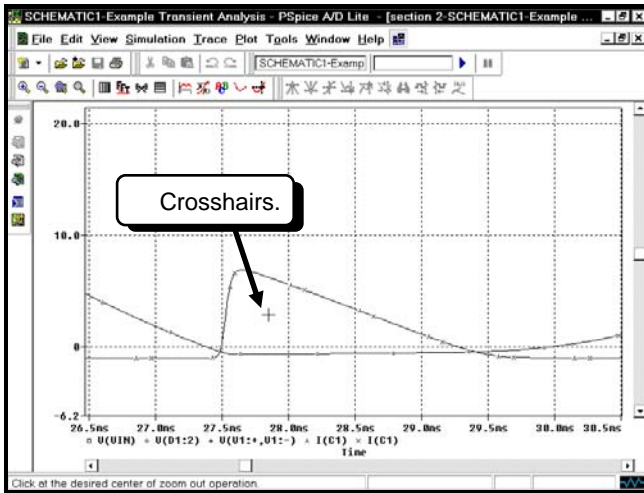 SCHEMATIC1-Example Transient Analysis - PSpice A/D Lite - [section 2-SCHEMATIC1-Example ...
File Edit View Simulation Trace Plot Tools Window Help
SCHEMATIC1-Examp
20.0
Crosshairs.
10.0
0
-6.2
26.5ms 27.0ms 27.5ms 28.0ms 28.5ms 29.0ms 29.5ms 30.0ms 30.5ms
V(VIN) V(D1:2) V(V1:+,V1:-) I(C1) I(C1)
Time
Click at the desired center of zoom out operation.